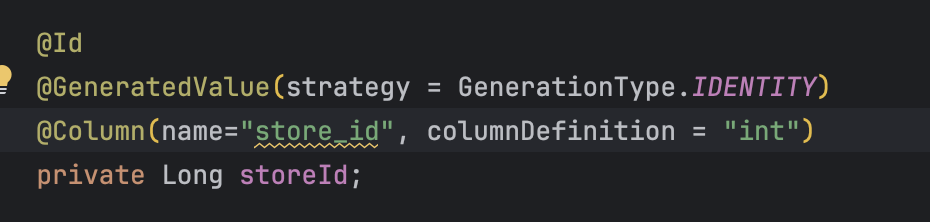 @Id
@GeneratedValue(strategy = GenerationType.IDENTITY)
@Column(name="store_id", columnDefinition = "int")
private Long storeId;